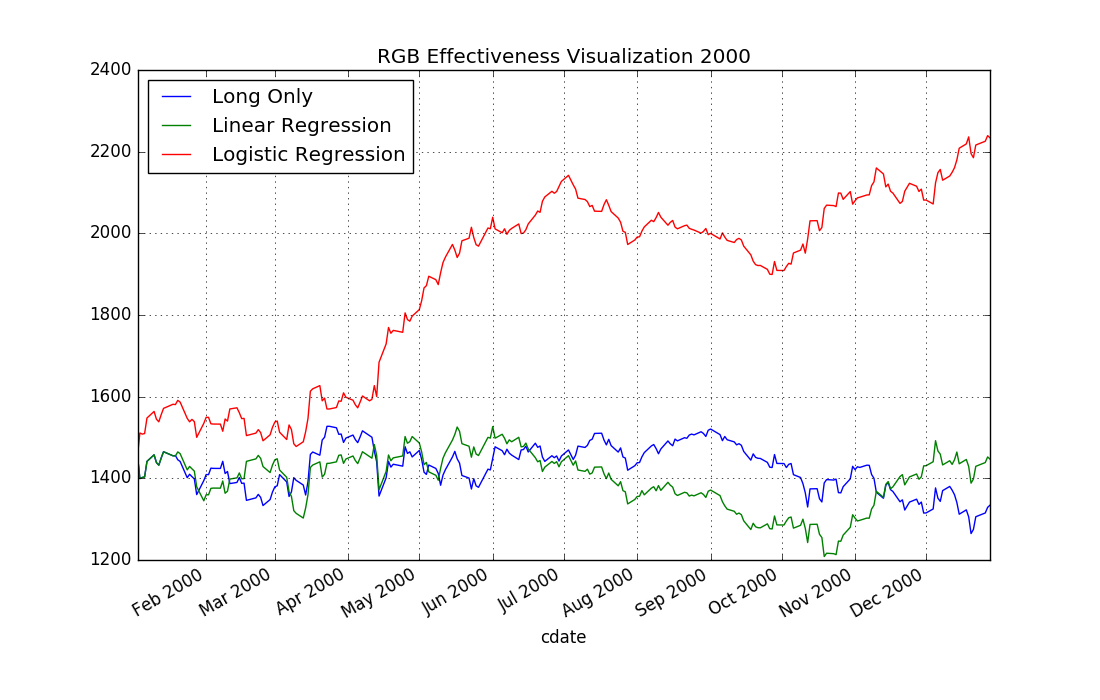 RGB Effectiveness Visualization 2000
2400
2200
2000
1800
1600
1400
1200
Long Only
Linear Regression
Logistic Regression
Feb 2000
Mar 2000
Apr 2000
May 2000
Jun 2000
Jul 2000
Aug 2000
Sep 2000
Oct 2000
Nov 2000
Dec 2000
cdate